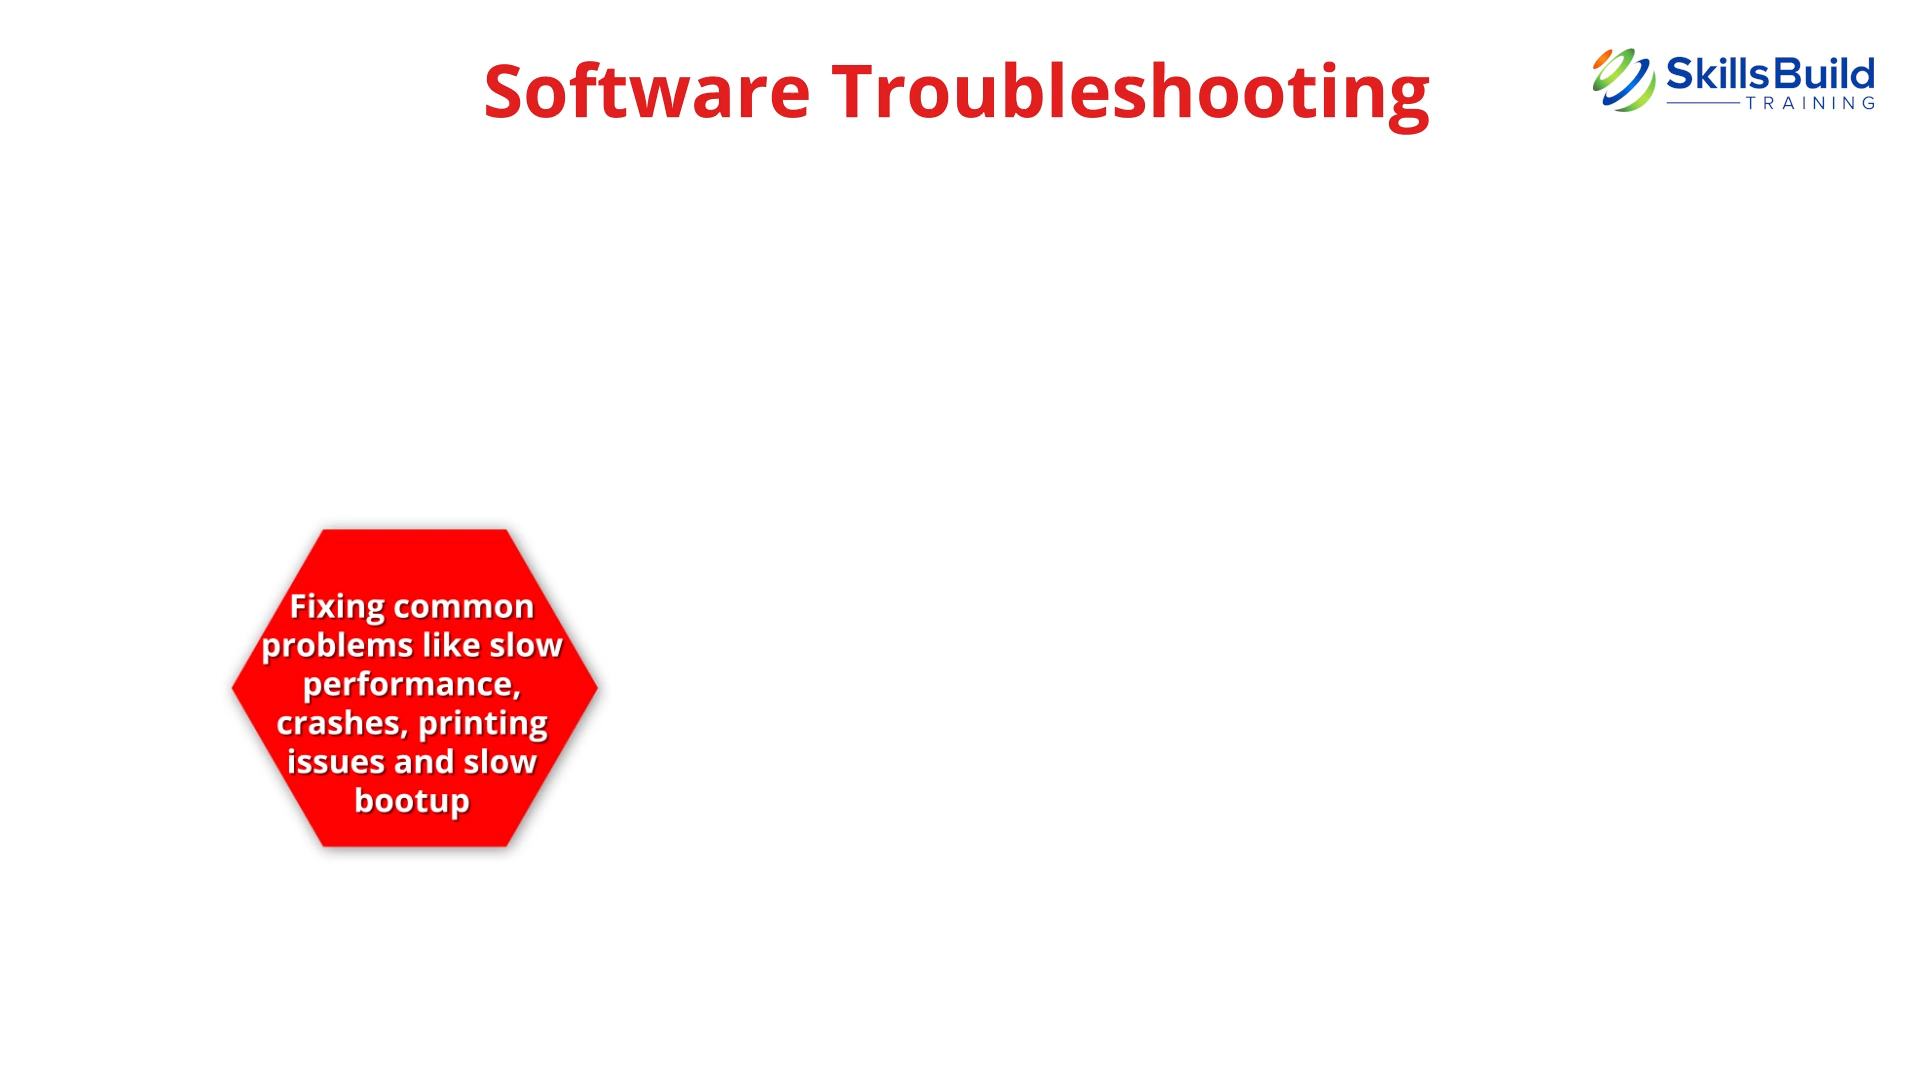 Software Troubleshooting
SkillsBuild
TRAINING
Fixing common
problems like slow
performance,
crashes, printing
issues and slow
bootup